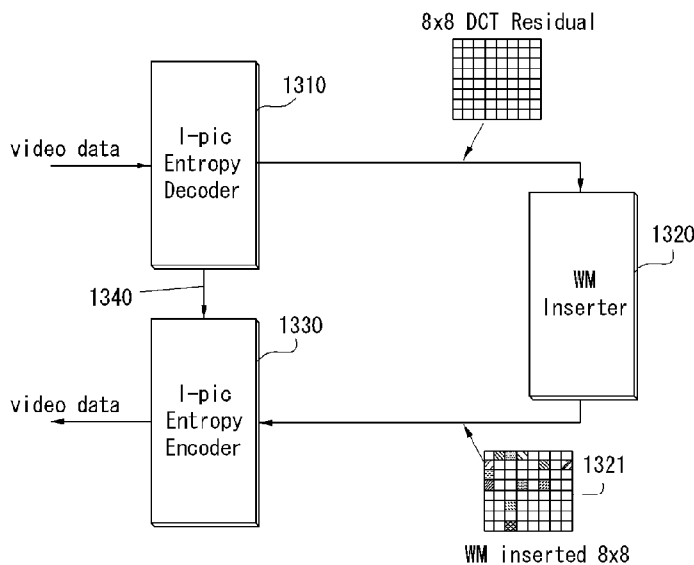 8x8 DCT Residual
1310
I-pic
Entropy
Decoder
video data
1320
WM
Inserter
1340
1330
I-pic
Entropy
Encoder
video data
1321
WM inserted 8x8